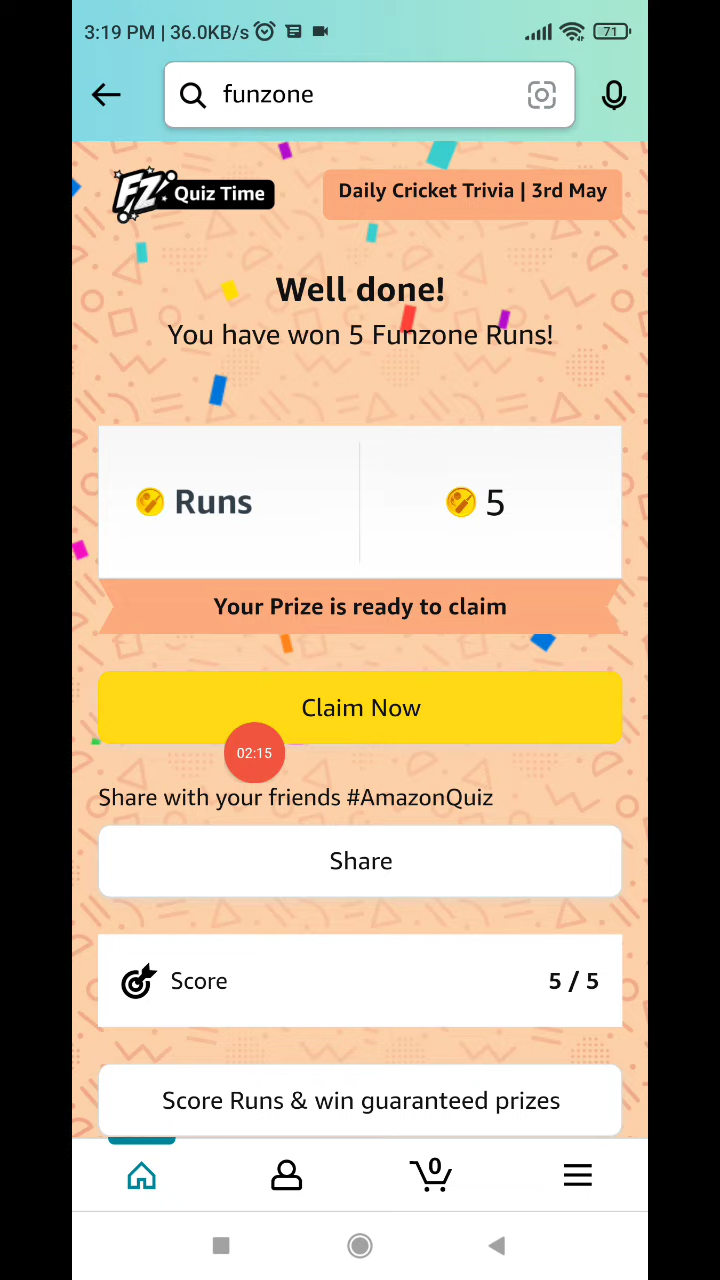 3:19 PM | 36.0KB/s
71
funzone
FZ Quiz Time
Daily Cricket Trivia | 3rd May
Well done!
You have won 5 Funzone Runs!
Runs
5
Your Prize is ready to claim
Claim Now
02:15
Share with your friends #AmazonQuiz
Share
Score
5 / 5
Score Runs & win guaranteed prizes
0